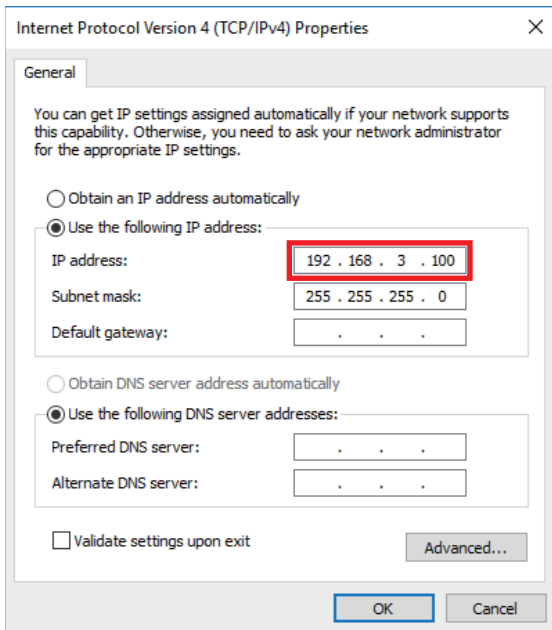 Internet Protocol Version 4 (TCP/IPv4) Properties
General
You can get IP settings assigned automatically if your network supports
this capability. Otherwise, you need to ask your network administrator
for the appropriate IP settings.
Obtain an IP address automatically
Use the following IP address:
IP address: 192 . 168 . 3 . 100
Subnet mask: 255 . 255 . 255 . 0
Default gateway: . . .
Obtain DNS server address automatically
Use the following DNS server addresses:
Preferred DNS server: . . .
Alternate DNS server: . . .
Validate settings upon exit
Advanced...
OK Cancel